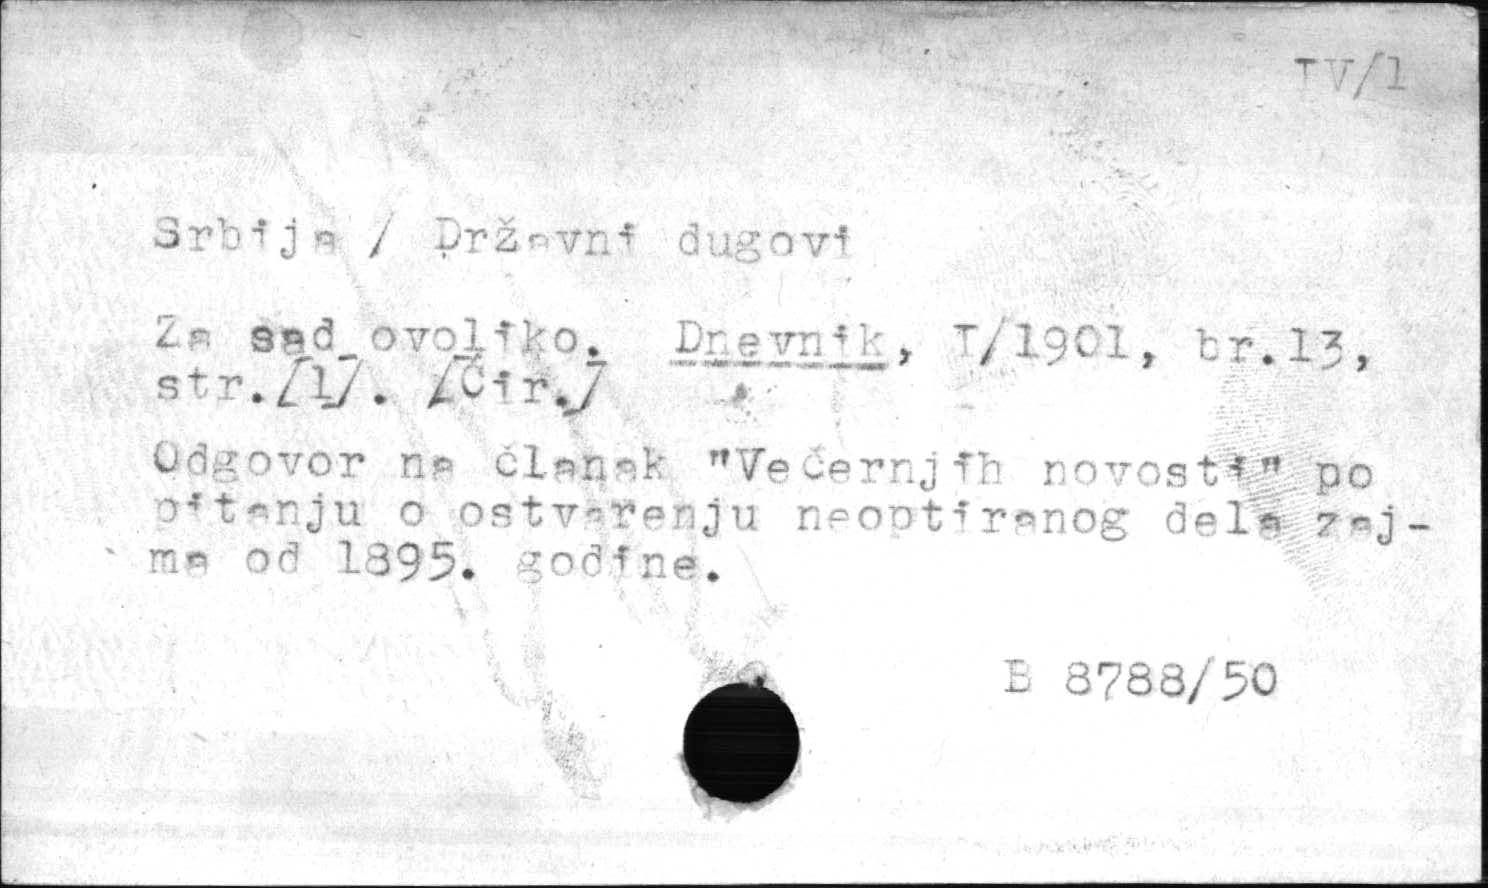 IV/1
Srbija / Državni dugovi
Za sad ovoliko. Dnevnik, I/1901, br.13,
str./1/. /Ćir./
Odgovor na članak "Večernjih novosti" po
pitanju o ostvarenju neoptiranog dela zaj-
ma od 1895. godine.
B 8788/50